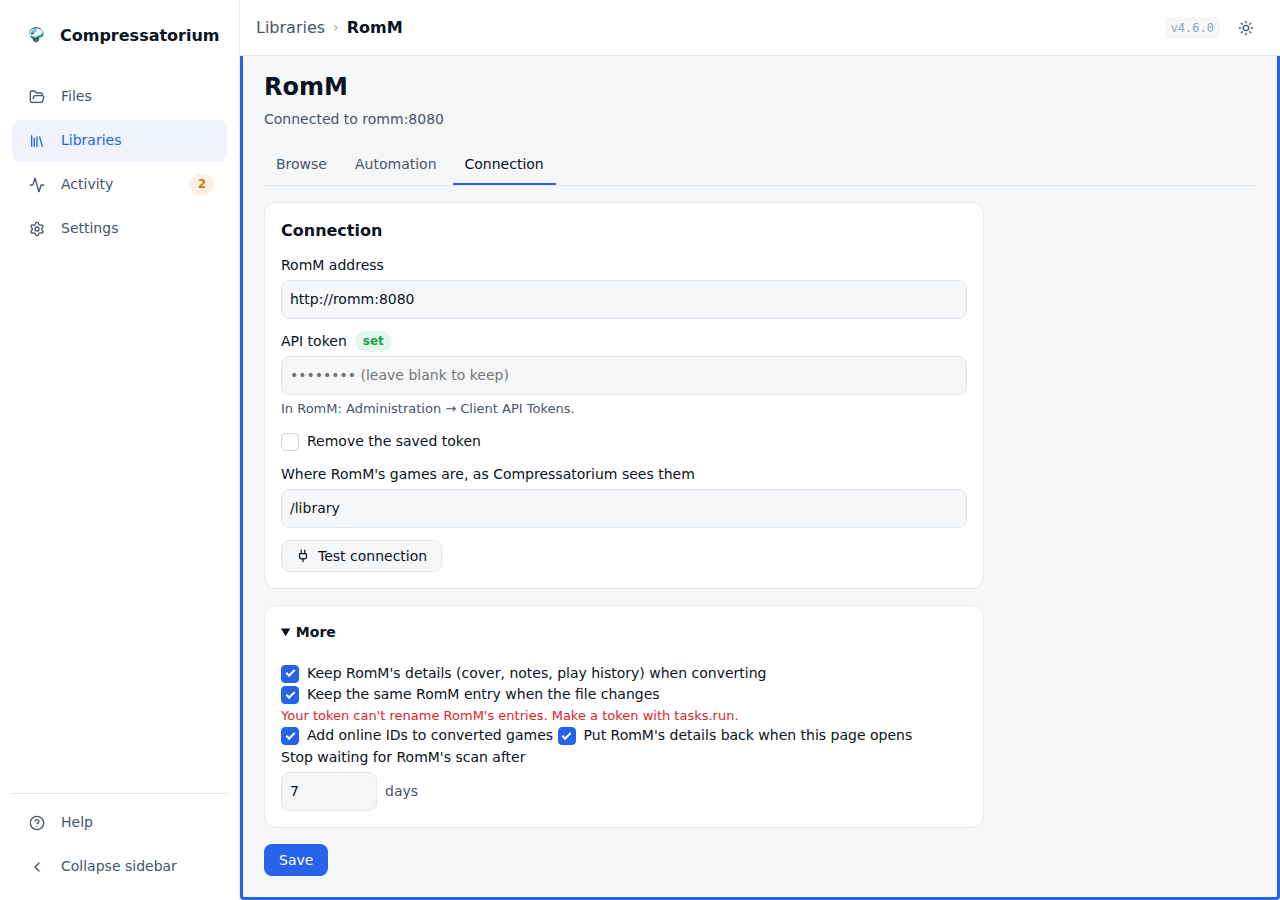 Compressatorium
Libraries › RomM
v4.6.0
Files
Libraries
Activity 2
Settings
Help
Collapse sidebar
RomM
Connected to romm:8080
Browse Automation Connection
Connection
RomM address
http://romm:8080
API token set
•••••••• (leave blank to keep)
In RomM: Administration → Client API Tokens.
Remove the saved token
Where RomM's games are, as Compressatorium sees them
/library
Test connection
▼ More
Keep RomM's details (cover, notes, play history) when converting
Keep the same RomM entry when the file changes
Your token can't rename RomM's entries. Make a token with tasks.run.
Add online IDs to converted games Put RomM's details back when this page opens
Stop waiting for RomM's scan after
7 days
Save